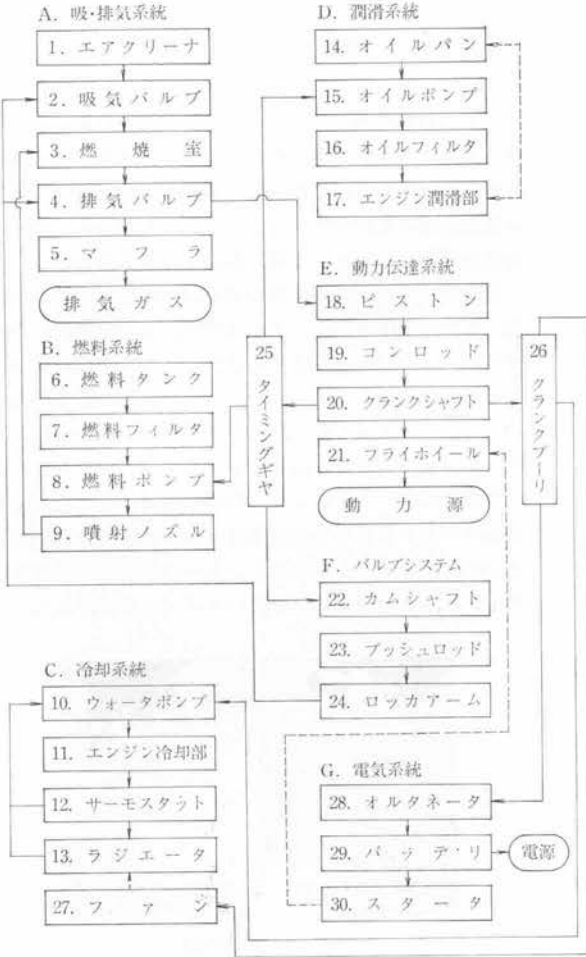 A. 吸・排気系統
1. エアクリーナ
2. 吸気バルブ
3. 燃焼室
4. 排気バルブ
5. マフラ
排気ガス
B. 燃料系統
6. 燃料タンク
7. 燃料フィルタ
8. 燃料ポンプ
9. 噴射ノズル
C. 冷却系統
10. ウォータポンプ
11. エンジン冷却部
12. サーモスタット
13. ラジエータ
27. ファン
25 タイミングギヤ
D. 潤滑系統
14. オイルパン
15. オイルポンプ
16. オイルフィルタ
17. エンジン潤滑部
E. 動力伝達系統
18. ピストン
19. コンロッド
20. クランクシャフト
21. フライホイール
動力源
F. バルブシステム
22. カムシャフト
23. プッシュロッド
24. ロッカアーム
G. 電気系統
28. オルタネータ
29. バッテリ
電源
30. スタータ
26 クランクプーリ